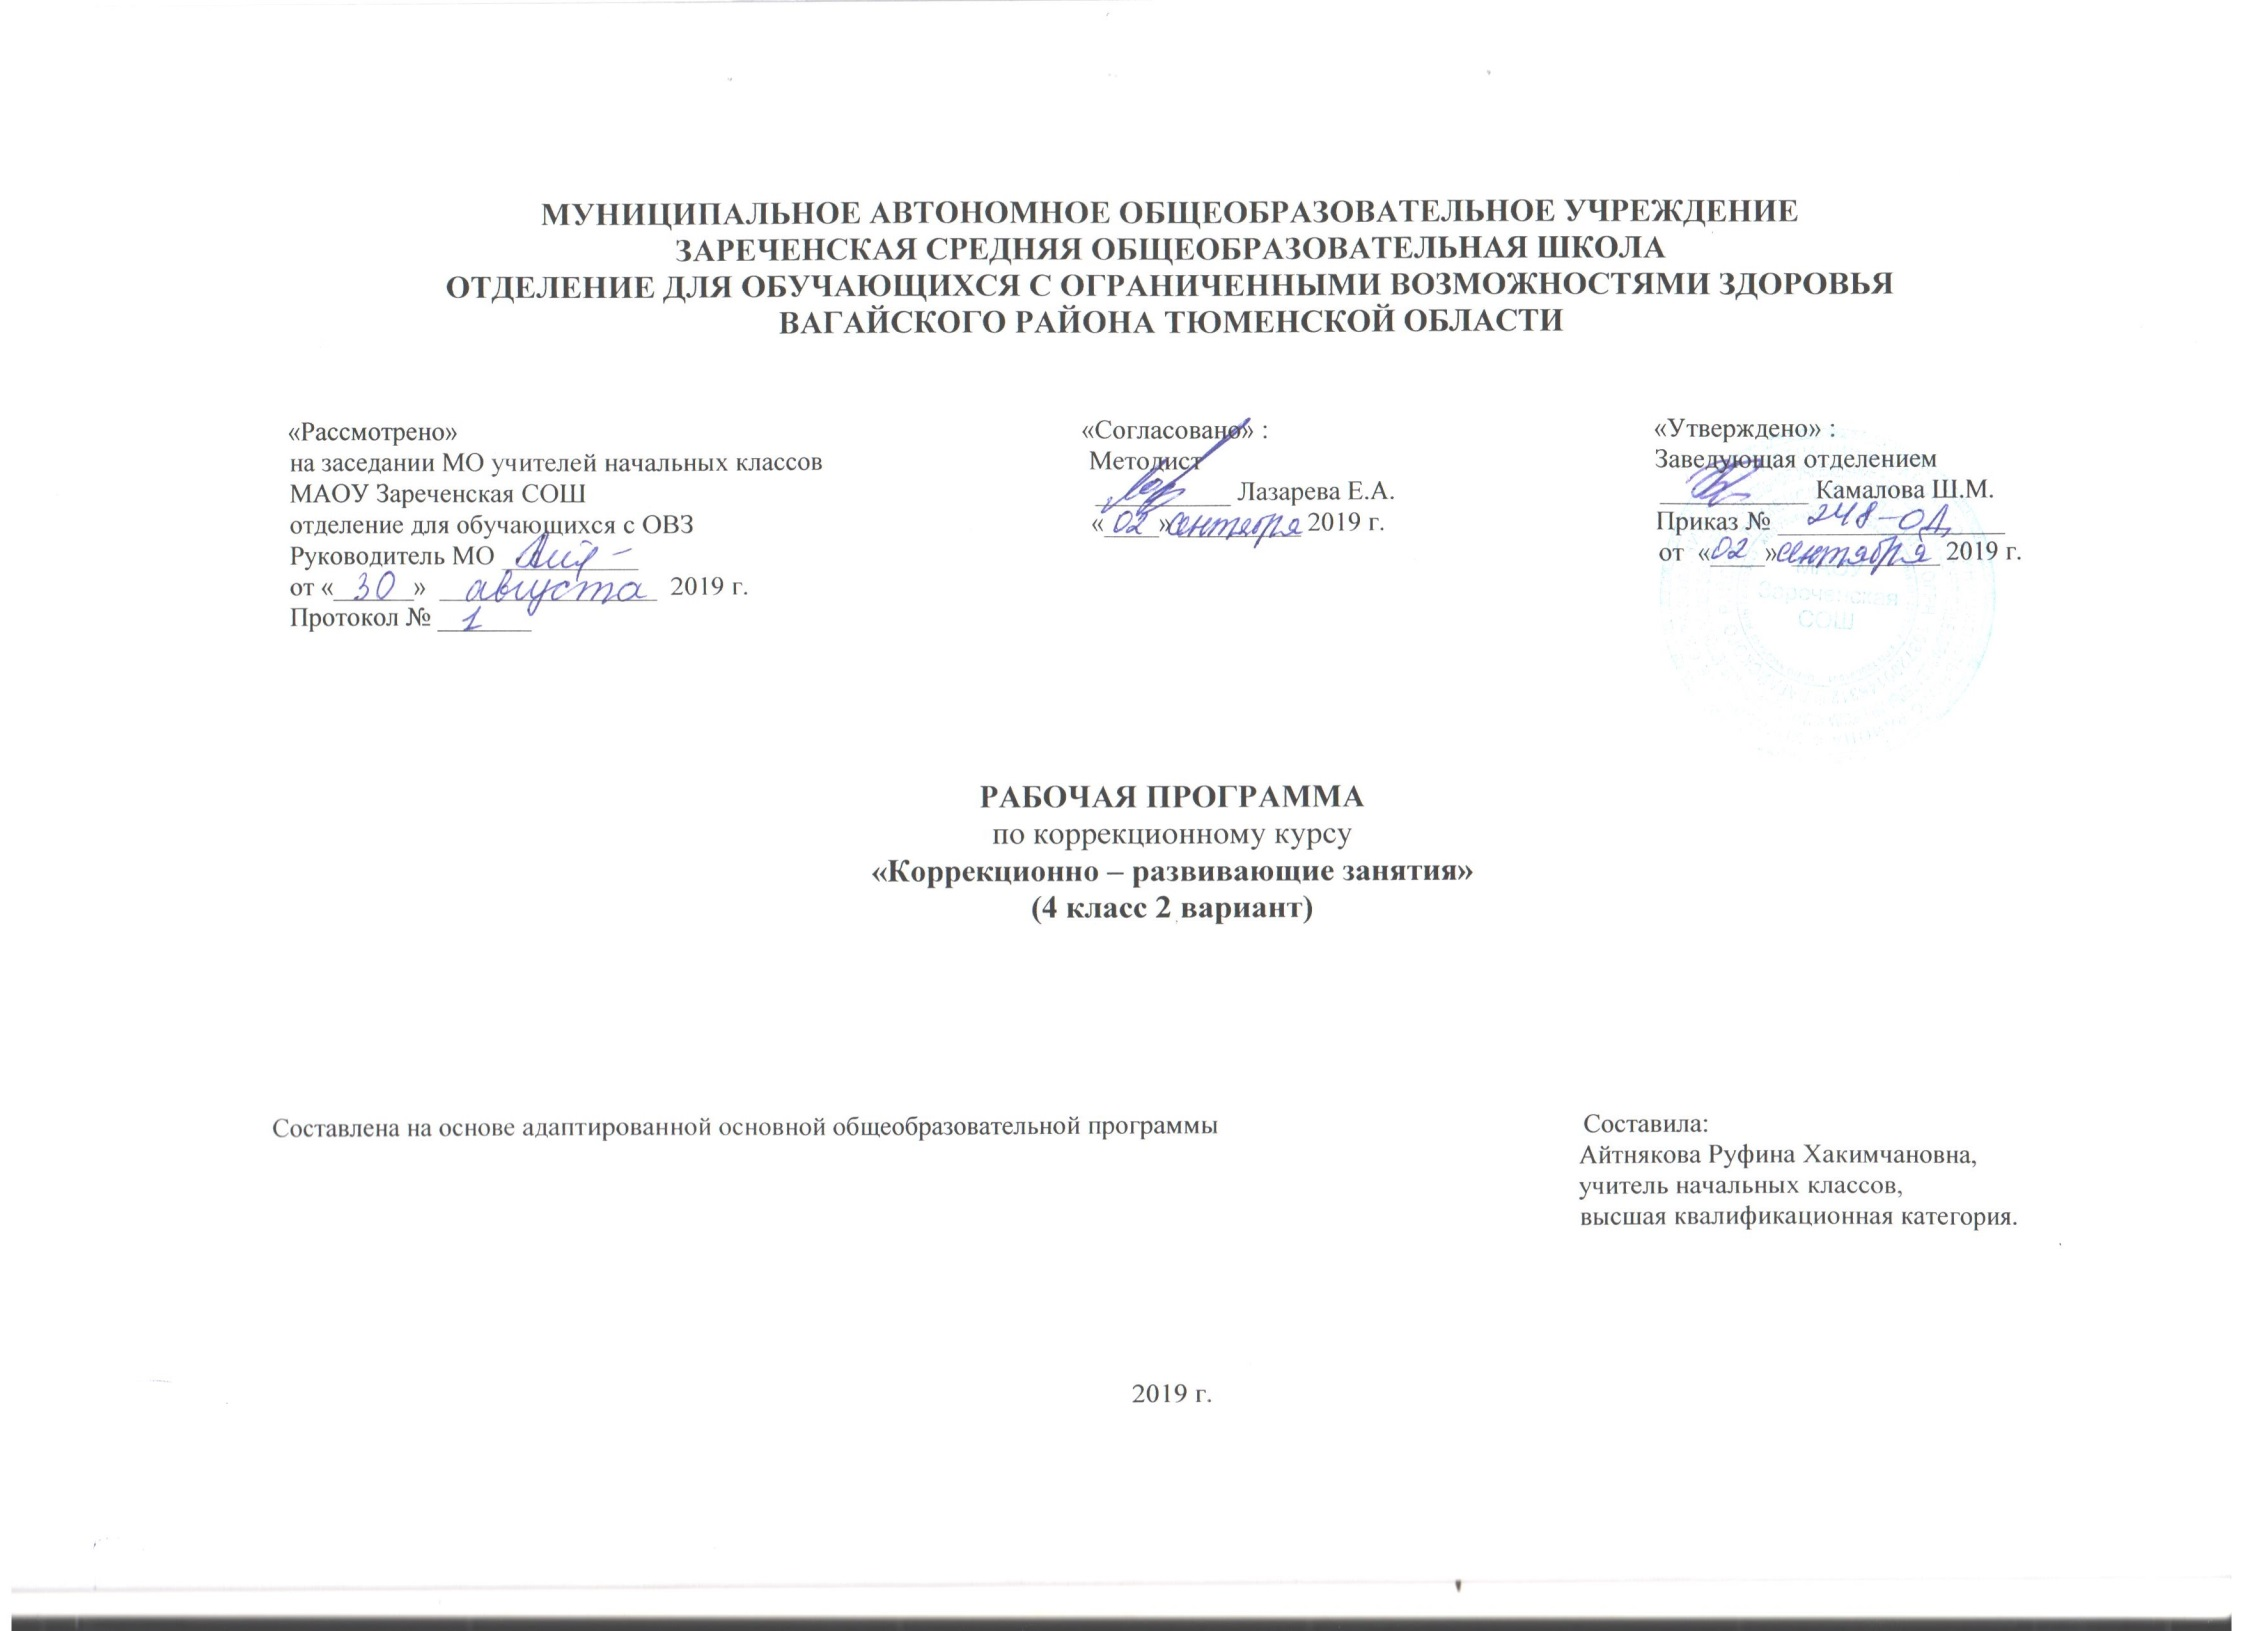 МУНИЦИПАЛЬНОЕ АВТОНОМНОЕ ОБЩЕОБРАЗОВАТЕЛЬНОЕ УЧРЕЖДЕНИЕ
ЗАРЕЧЕНСКАЯ СРЕДНЯЯ ОБЩЕОБРАЗОВАТЕЛЬНАЯ ШКОЛА
ОТДЕЛЕНИЕ ДЛЯ ОБУЧАЮЩИХСЯ С ОГРАНИЧЕННЫМИ ВОЗМОЖНОСТЯМИ ЗДОРОВЬЯ
ВАГАЙСКОГО РАЙОНА ТЮМЕНСКОЙ ОБЛАСТИ
«Рассмотрено»
на заседании МО учителей начальных классов
МАОУ Зареченская СОШ
отделение для обучающихся с ОВЗ
Руководитель МО
от «30» августа 2019 г.
Протокол № 1
«Согласовано» :
Методист
Лазарева Е.А.
«02» сентября 2019 г.
«Утверждено» :
Заведующая отделением
Камалова Ш.М.
Приказ № 248-ОД
от «02» сентября 2019 г.
Зареченская
СОШ
РАБОЧАЯ ПРОГРАММА
по коррекционному курсу
«Коррекционно – развивающие занятия»
(4 класс 2 вариант)
Составлена на основе адаптированной основной общеобразовательной программы
Составила:
Айтнякова Руфина Хакимчановна,
учитель начальных классов,
высшая квалификационная категория.
2019 г.